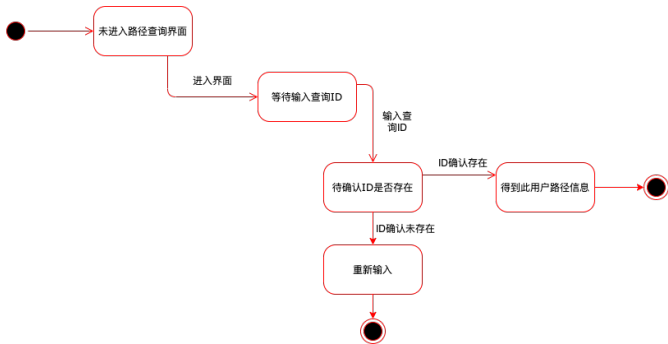 未进入路径查询界面
进入界面
等待输入查询ID
输入查
询ID
ID确认存在
待确认ID是否存在
得到此用户路径信息
ID确认未存在
重新输入